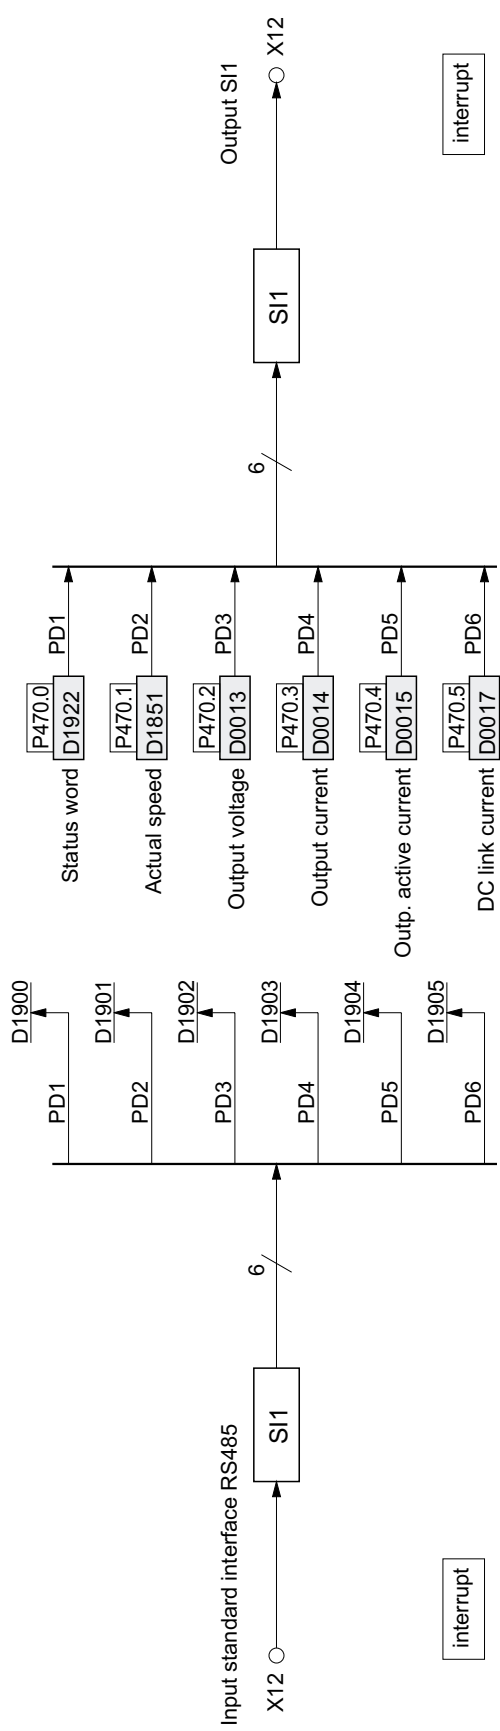 Input standard interface RS485
X12
SI1
6
PD1
D1900
PD2
D1901
PD3
D1902
PD4
D1903
PD5
D1904
PD6
D1905
interrupt
Status word
P470.0
D1922
PD1
Actual speed
P470.1
D1851
PD2
Output voltage
P470.2
D0013
PD3
Output current
P470.3
D0014
PD4
Outp. active current
P470.4
D0015
PD5
DC link current
P470.5
D0017
PD6
6
SI1
Output SI1
X12
interrupt